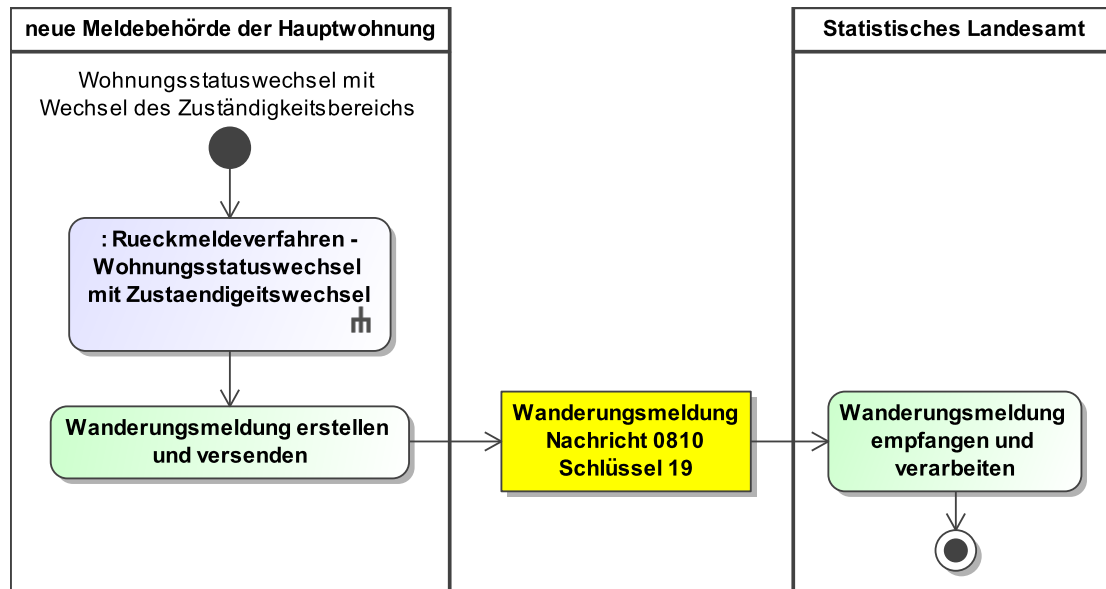 neue Meldebehörde der Hauptwohnung
Statistisches Landesamt
Wohnungsstatuswechsel mit
Wechsel des Zuständigkeitsbereichs
: Rueckmeldeverfahren -
Wohnungsstatuswechsel
mit Zustaendigeitswechsel
Wanderungsmeldung erstellen
und versenden
Wanderungsmeldung
Nachricht 0810
Schlüssel 19
Wanderungsmeldung
empfangen und
verarbeiten